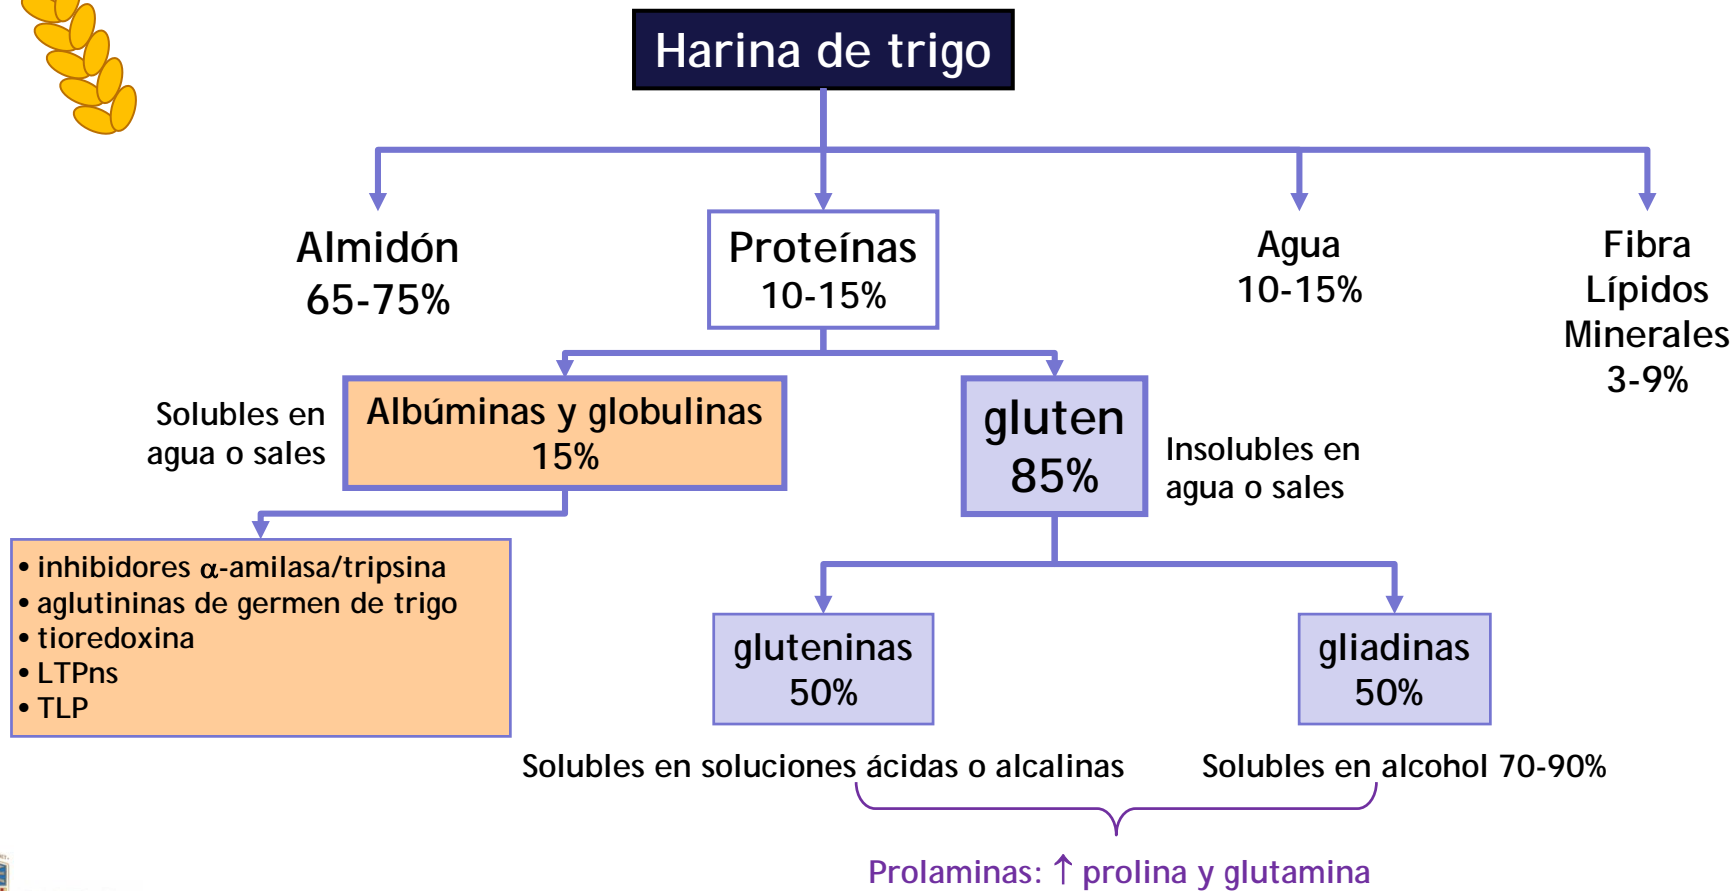 Harina de trigo
Almidón
65-75%
Proteínas
10-15%
Agua
10-15%
Fibra
Lípidos
Minerales
3-9%
Solubles en
agua o sales
Albúminas y globulinas
15%
gluten
85%
Insolubles en
agua o sales
• inhibidores α-amilasa/tripsina
• aglutininas de germen de trigo
• tioredoxina
• LTPns
• TLP
gluteninas
50%
gliadinas
50%
Solubles en soluciones ácidas o alcalinas
Solubles en alcohol 70-90%
Prolaminas: ↑ prolina y glutamina